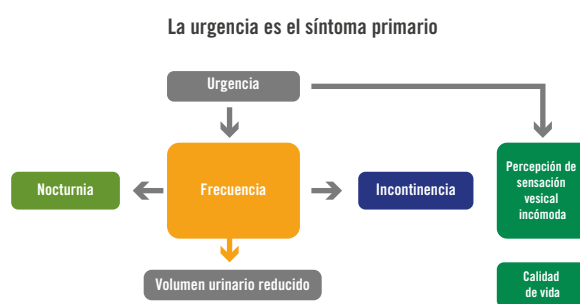 La urgencia es el síntoma primario
Urgencia
Nocturnia
Frecuencia
Incontinencia
Percepción de
sensación
vesical
incómoda
Volumen urinario reducido
Calidad
de vida